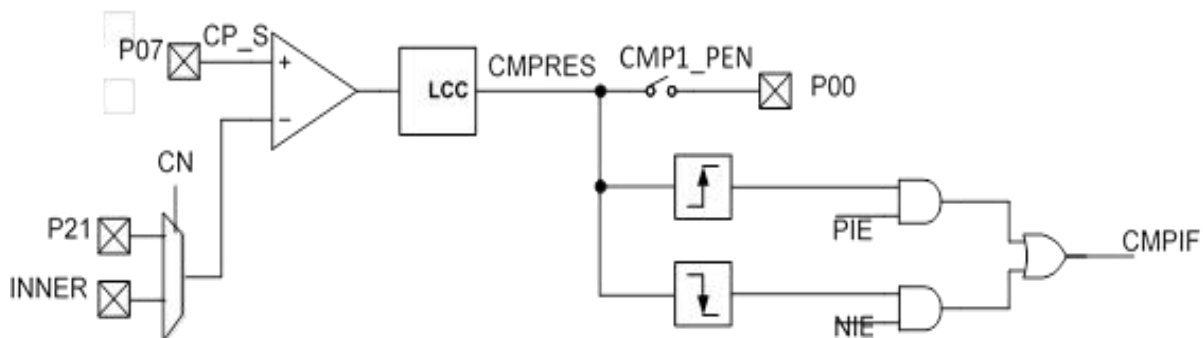 P07
CP_S
LCC
CMPRES
CMP1_PEN
P00
CN
P21
INNER
PIE
NIE
CMPIF